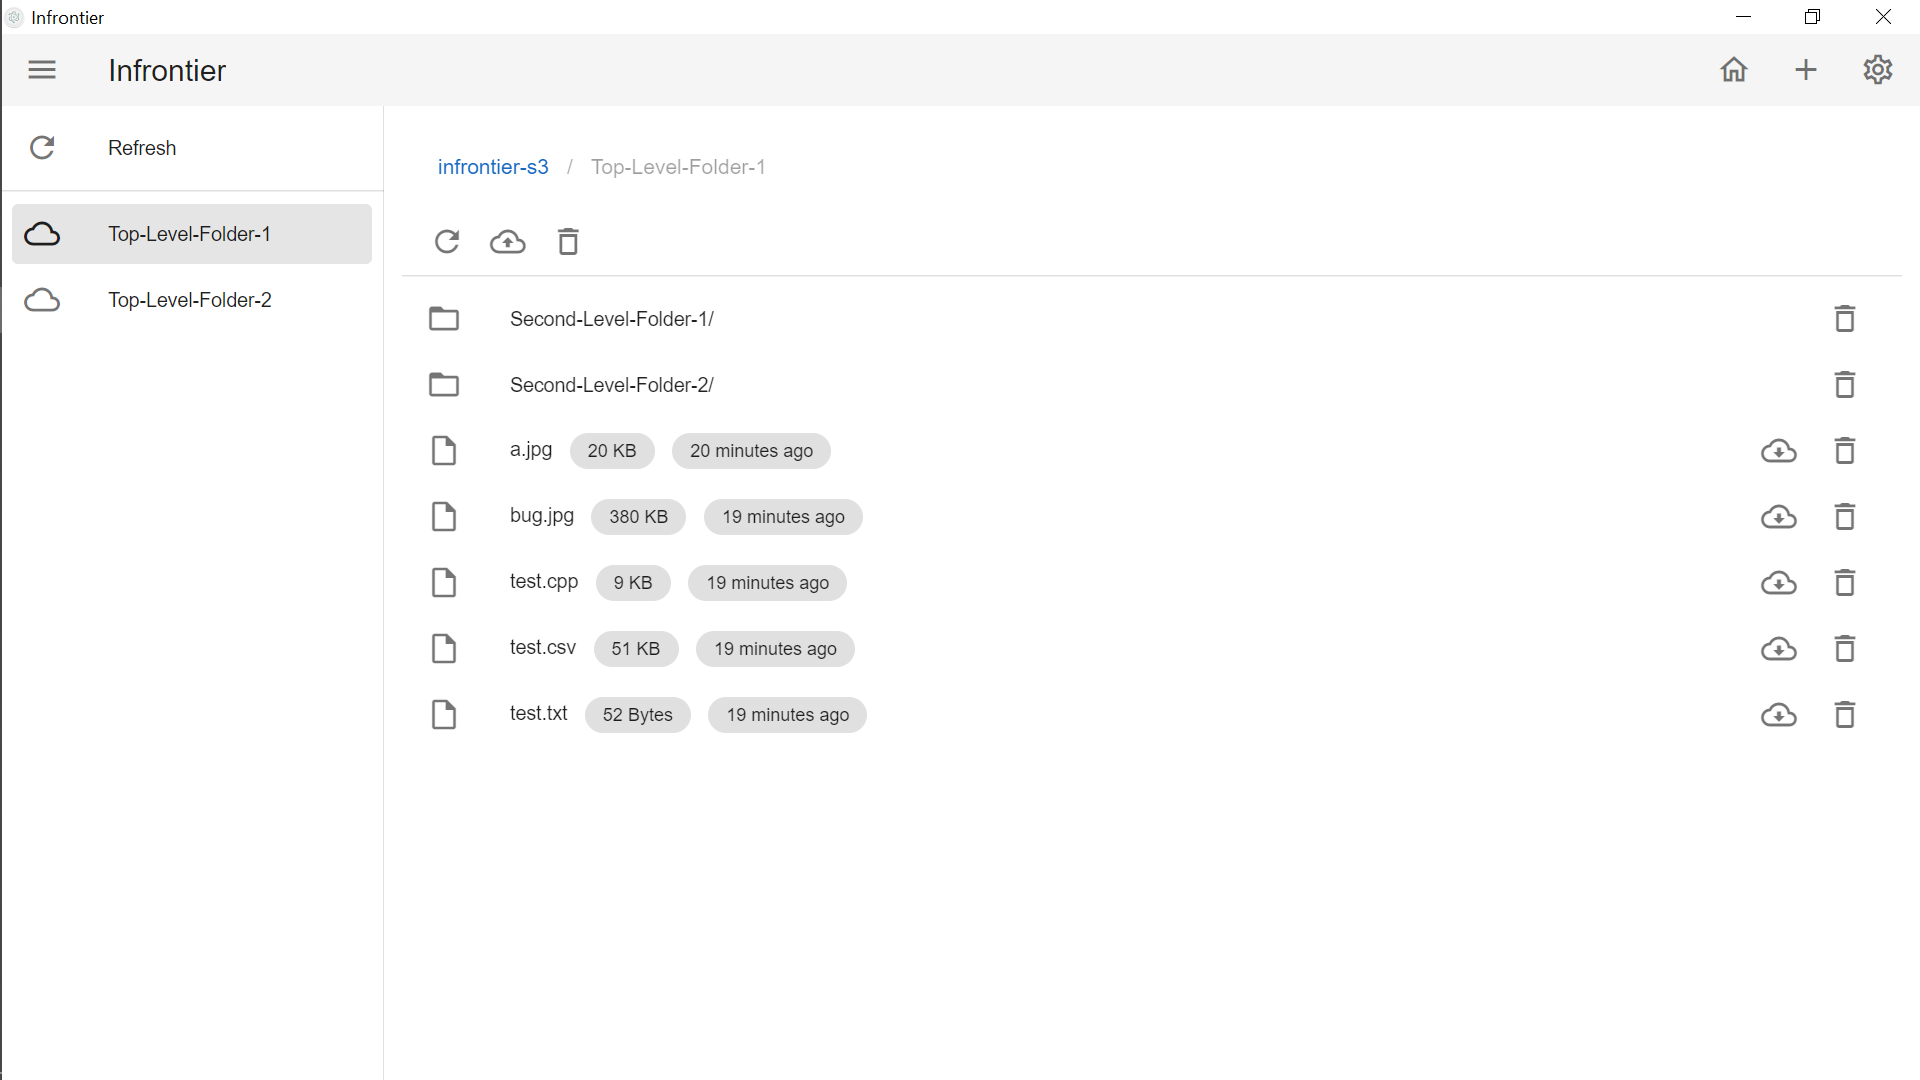 Infrontier
Infrontier
Refresh
Top-Level-Folder-1
Top-Level-Folder-2
infrontier-s3 / Top-Level-Folder-1
Second-Level-Folder-1/
Second-Level-Folder-2/
a.jpg 20 KB 20 minutes ago
bug.jpg 380 KB 19 minutes ago
test.cpp 9 KB 19 minutes ago
test.csv 51 KB 19 minutes ago
test.txt 52 Bytes 19 minutes ago